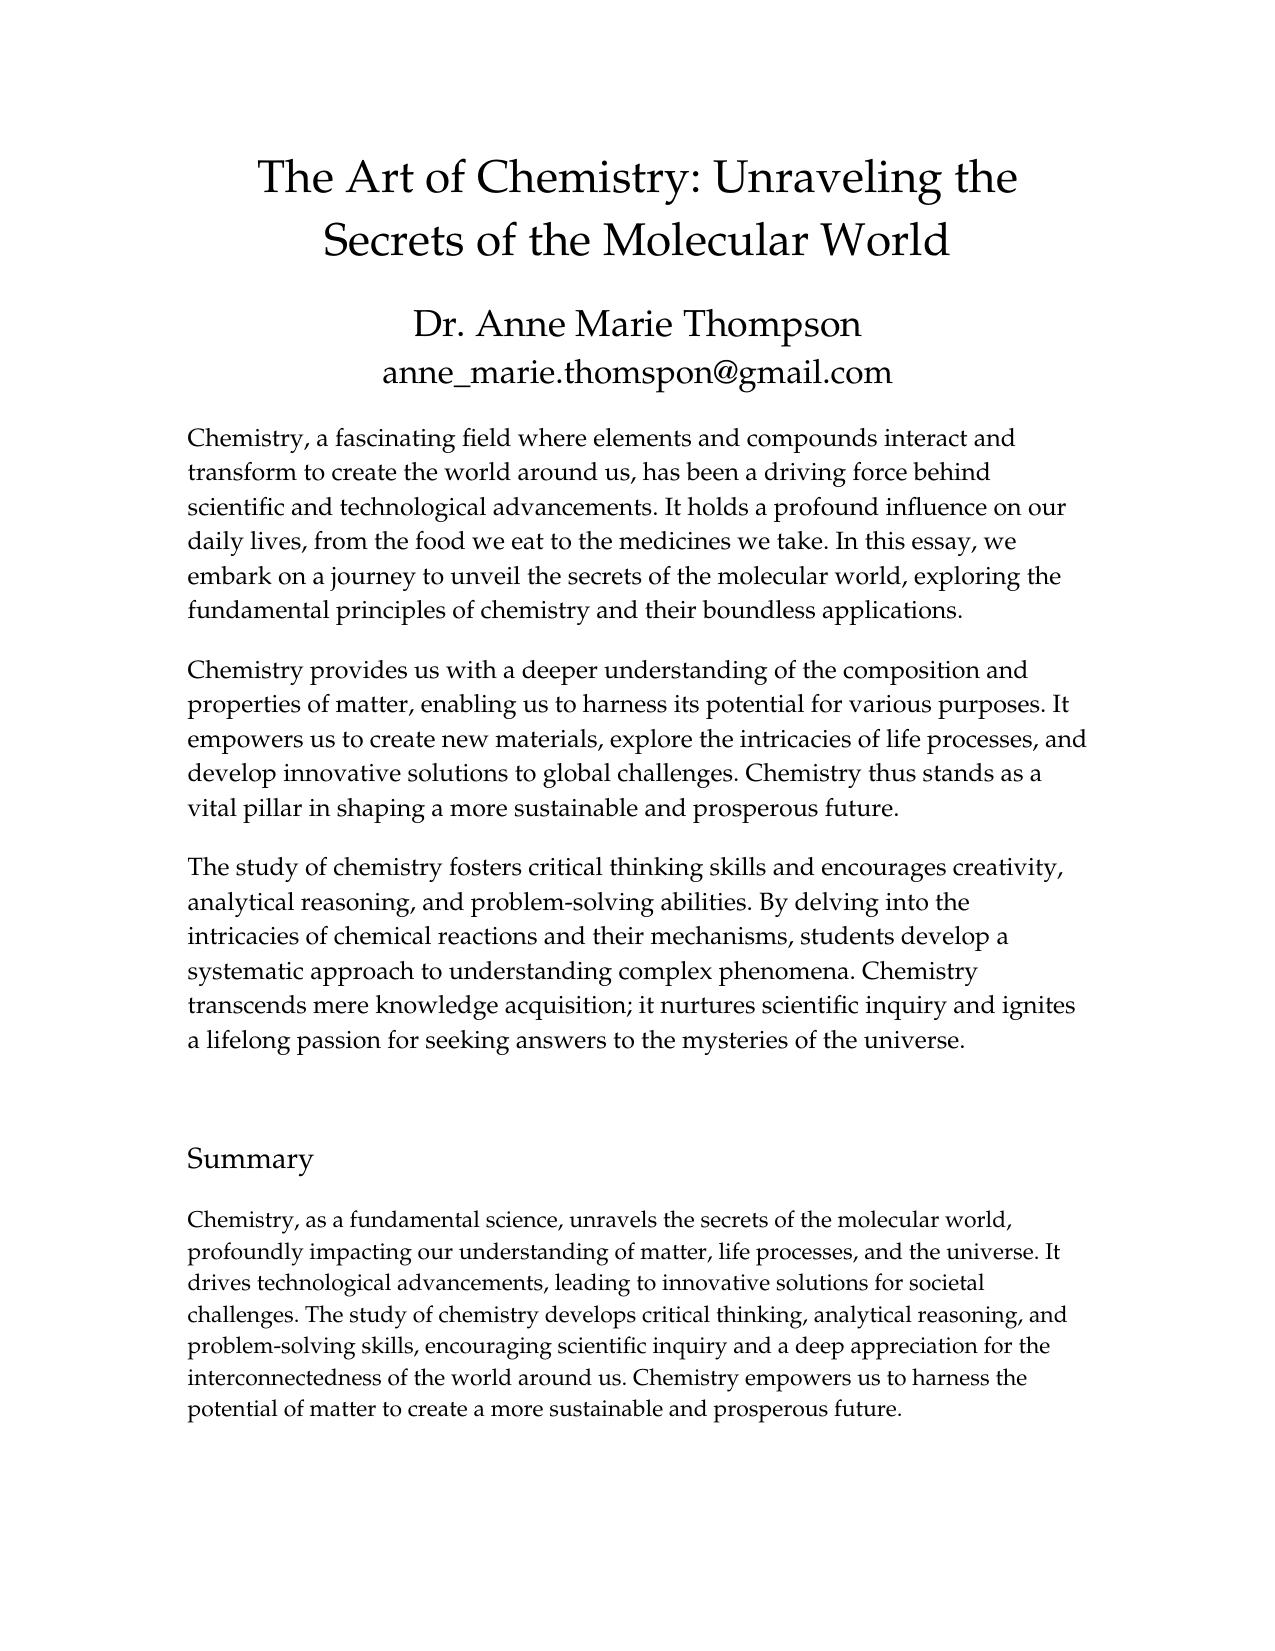 The Art of Chemistry: Unraveling the
Secrets of the Molecular World
Dr. Anne Marie Thompson
anne_marie.thomspon@gmail.com
Chemistry, a fascinating field where elements and compounds interact and
transform to create the world around us, has been a driving force behind
scientific and technological advancements. It holds a profound influence on our
daily lives, from the food we eat to the medicines we take. In this essay, we
embark on a journey to unveil the secrets of the molecular world, exploring the
fundamental principles of chemistry and their boundless applications.
Chemistry provides us with a deeper understanding of the composition and
properties of matter, enabling us to harness its potential for various purposes. It
empowers us to create new materials, explore the intricacies of life processes, and
develop innovative solutions to global challenges. Chemistry thus stands as a
vital pillar in shaping a more sustainable and prosperous future.
The study of chemistry fosters critical thinking skills and encourages creativity,
analytical reasoning, and problem-solving abilities. By delving into the
intricacies of chemical reactions and their mechanisms, students develop a
systematic approach to understanding complex phenomena. Chemistry
transcends mere knowledge acquisition; it nurtures scientific inquiry and ignites
a lifelong passion for seeking answers to the mysteries of the universe.
Summary
Chemistry, as a fundamental science, unravels the secrets of the molecular world,
profoundly impacting our understanding of matter, life processes, and the universe. It
drives technological advancements, leading to innovative solutions for societal
challenges. The study of chemistry develops critical thinking, analytical reasoning, and
problem-solving skills, encouraging scientific inquiry and a deep appreciation for the
interconnectedness of the world around us. Chemistry empowers us to harness the
potential of matter to create a more sustainable and prosperous future.